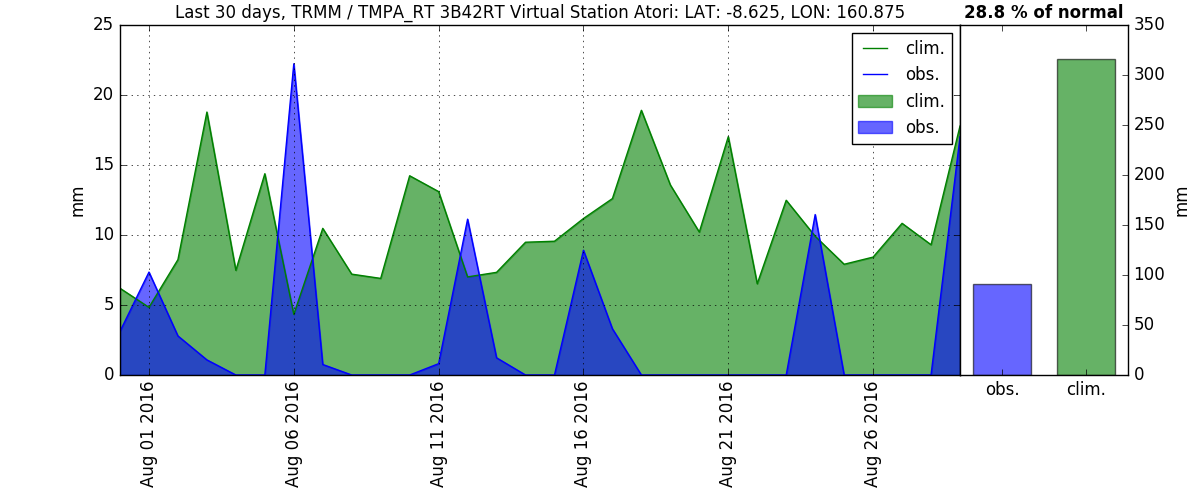 Last 30 days, TRMM / TMPA_RT 3B42RT Virtual Station Atori: LAT: -8.625, LON: 160.875
28.8 % of normal
25
20
15
10
5
0
mm
clim.
obs.
clim.
obs.
350
300
250
200
150
100
50
0
mm
obs.
clim.
Aug 01 2016
Aug 06 2016
Aug 11 2016
Aug 16 2016
Aug 21 2016
Aug 26 2016